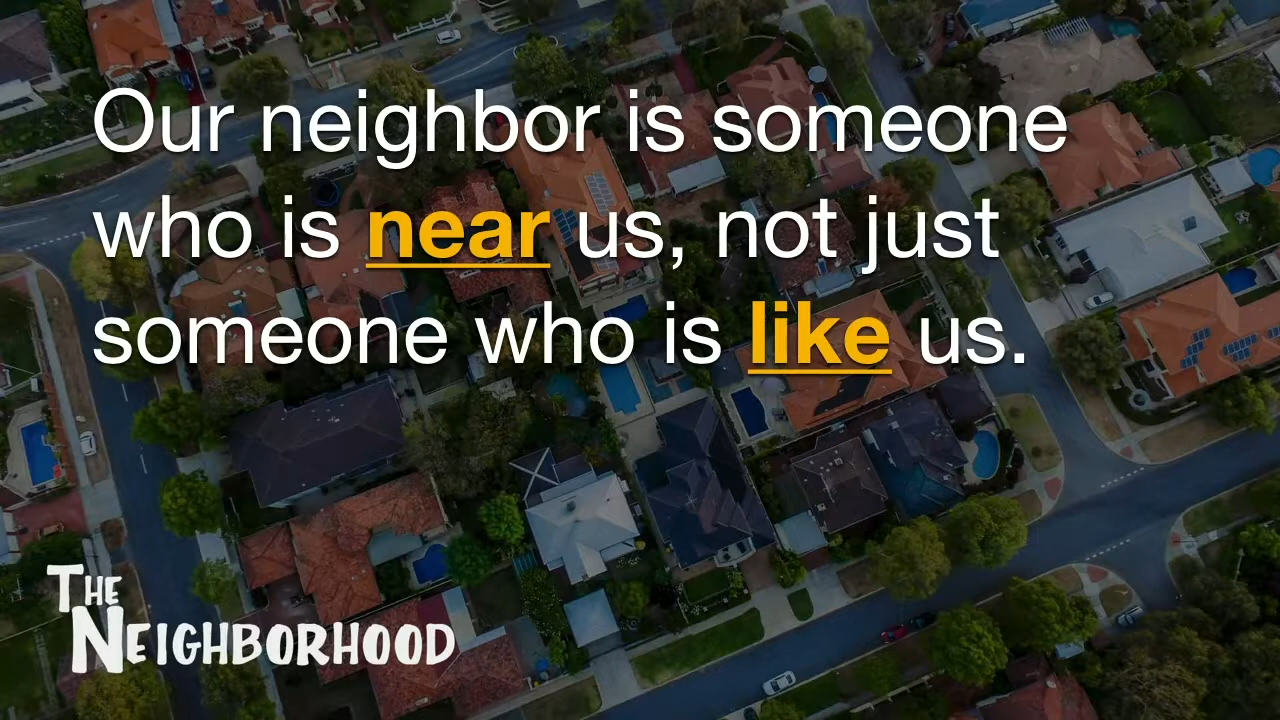 Our neighbor is someone
who is near us, not just
someone who is like us.
The
Neighborhood